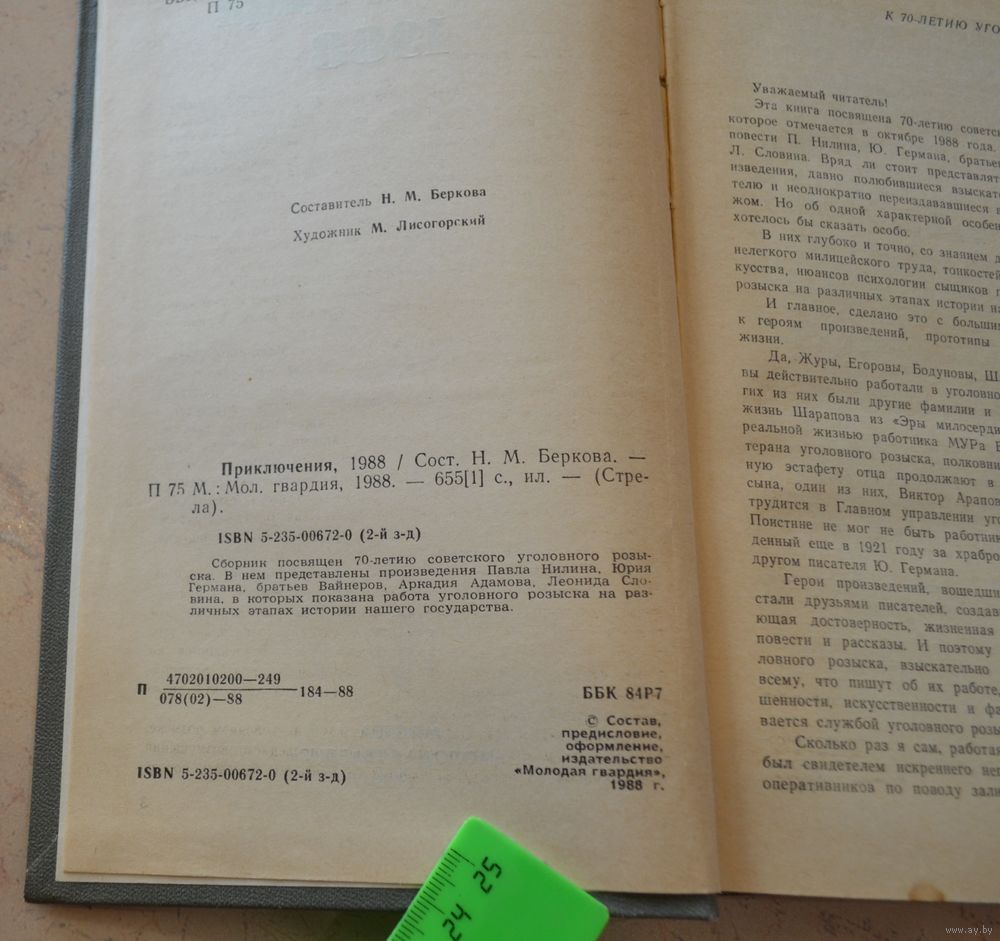 П 75
Составитель Н. М. Беркова
Художник М. Лисогорский
Приключения, 1988 / Сост. Н. М. Беркова. —
П 75 М.: Мол. гвардия, 1988. — 655[1] с., ил. — (Стре-
ла).
ISBN 5-235-00672-0 (2-й з-д)
Сборник посвящен 70-летию советского уголовного розы-
ска. В нем представлены произведения Павла Нилина, Юрия
Германа, братьев Вайнеров, Аркадия Адамова, Леонида Сло-
вина, в которых показана работа уголовного розыска на раз-
личных этапах истории нашего государства.
П 4702010200—249
078(02)—88 184—88
ББК 84Р7
© Состав,
предисловие,
оформление,
издательство
«Молодая гвардия»,
1988 г.
ISBN 5-235-00672-0 (2-й з-д)
К 70-ЛЕТИЮ УГО
Уважаемый читатель!
Эта книга посвящена 70-летию советс
которое отмечается в октябре 1988 года.
повести П. Нилина, Ю. Германа, братье
Л. Словина. Вряд ли стоит представлят
изведения, давно полюбившиеся взыскате
телю и неоднократно переиздававшиеся
жом. Но об одной характерной особен
хотелось бы сказать особо.
В них глубоко и точно, со знанием д
нелегкого милицейского труда, тонкостей
кусства, нюансов психологии сыщиков
розыска на различных этапах истории на
И главное, сделано это с больши
к героям произведений, прототипы
жизни.
Да, Журы, Егоровы, Бодуновы, Ш
вы действительно работали в уголовно
гих из них были другие фамилии и
жизнь Шарапова из «Эры милосерди
реальной жизнью работника МУРа
терана уголовного розыска, полковни
ную эстафету отца продолжают в
сына, один из них, Виктор Арапов
трудится в Главном управлении уго
Поистине не мог не быть работник
денный еще в 1921 году за храбро
другом писателя Ю. Германа.
Герои произведений, вошедши
стали друзьями писателей, создав
ющая достоверность, жизненная
повести и рассказы. И поэтому
ловного розыска, взыскательно
всему, что пишут об их работе,
шенности, искусственности и фа
вается службой уголовного розы
Сколько раз я сам, работая
был свидетелем искреннего не
оперативников по поводу зали
24 25
www.ay.by